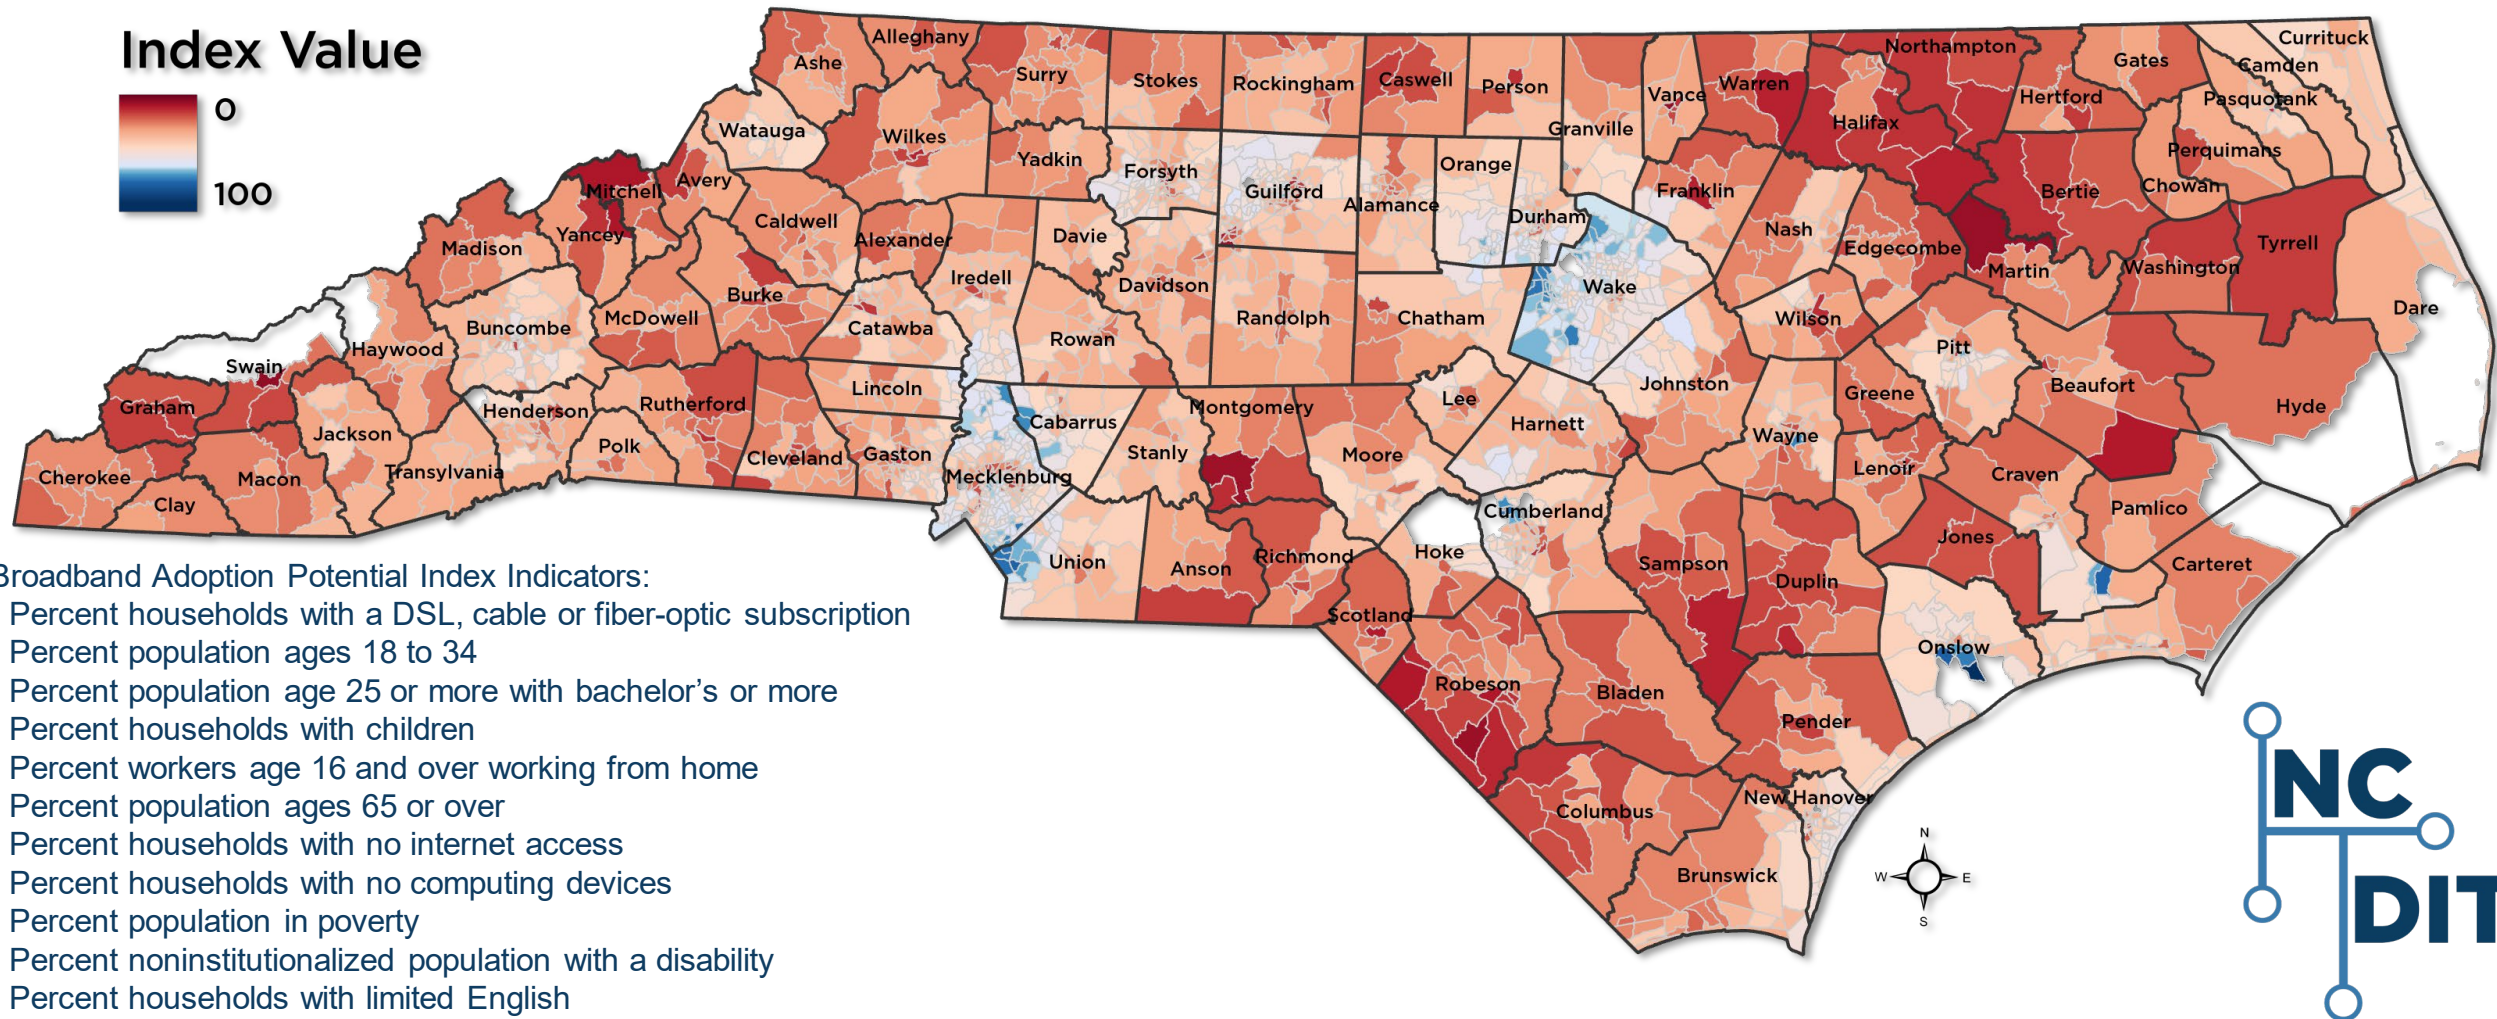 Index Value
0
100
Alleghany
Ashe
Surry
Stokes
Rockingham
Caswell
Person
Granville
Vance
Warren
Northampton
Halifax
Hertford
Gates
Currituck
Camden
Pasquotank
Perquimans
Chowan
Bertie
Watauga
Wilkes
Yadkin
Forsyth
Guilford
Alamance
Orange
Durham
Franklin
Nash
Edgecombe
Martin
Washington
Tyrrell
Dare
Mitchell
Avery
Yancey
Madison
Caldwell
Alexander
Iredell
Davie
Davidson
Randolph
Chatham
Wake
Wilson
Pitt
Beaufort
Hyde
Buncombe
McDowell
Burke
Catawba
Rowan
Haywood
Swain
Graham
Jackson
Henderson
Rutherford
Polk
Lincoln
Cleveland
Gaston
Mecklenburg
Cabarrus
Stanly
Montgomery
Moore
Lee
Harnett
Johnston
Wayne
Greene
Lenoir
Craven
Pamlico
Cherokee
Clay
Macon
Transylvania
Union
Anson
Richmond
Hoke
Cumberland
Sampson
Duplin
Jones
Carteret
Onslow
Scotland
Robeson
Bladen
Pender
Columbus
New Hanover
Brunswick
Broadband Adoption Potential Index Indicators:
Percent households with a DSL, cable or fiber-optic subscription
Percent population ages 18 to 34
Percent population age 25 or more with bachelor's or more
Percent households with children
Percent workers age 16 and over working from home
Percent population ages 65 or over
Percent households with no internet access
Percent households with no computing devices
Percent population in poverty
Percent noninstitutionalized population with a disability
Percent households with limited English
N
W E
S
NC
DIT